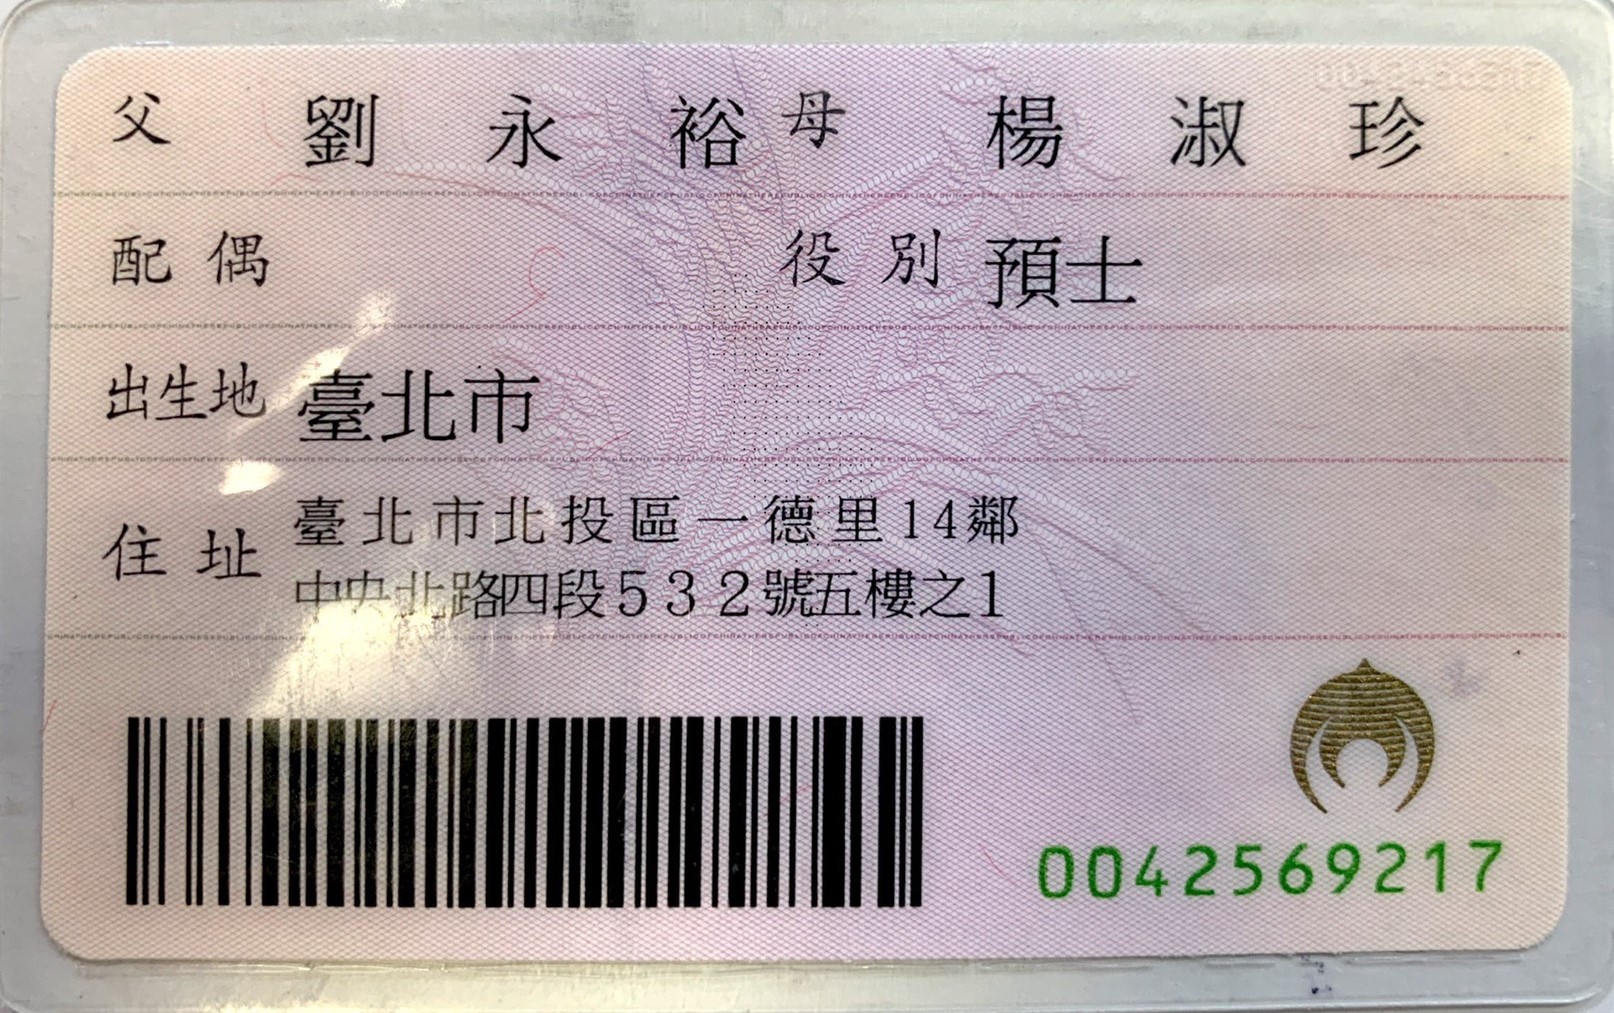 父 劉永裕 母 楊淑珍
配偶 役別 預士
出生地 臺北市
住址 臺北市北投區一德里14鄰
中央北路四段532號五樓之1
0042569217